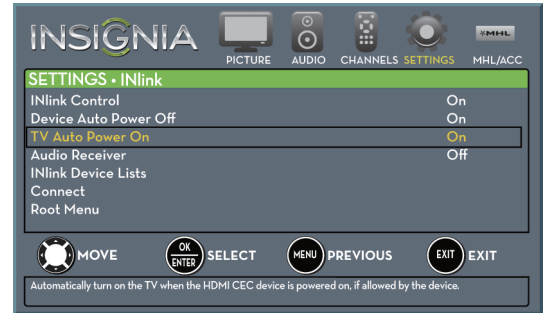 INSIGNIA
PICTURE AUDIO CHANNELS SETTINGS MHL/ACC
MHL
SETTINGS • INlink
INlink Control On
Device Auto Power Off On
TV Auto Power On On
Audio Receiver Off
INlink Device Lists
Connect
Root Menu
MOVE OK ENTER SELECT MENU PREVIOUS EXIT EXIT
Automatically turn on the TV when the HDMI CEC device is powered on, if allowed by the device.